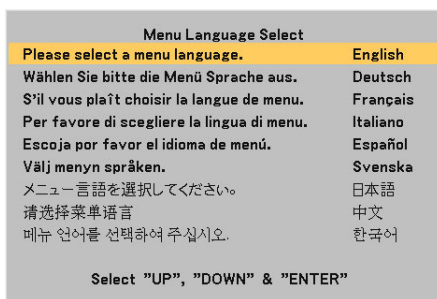 Menu Language Select
Please select a menu language. English
Wählen Sie bitte die Menü Sprache aus. Deutsch
S'il vous plaît choisir la langue de menu. Français
Per favore di scegliere la lingua di menu. Italiano
Escoja por favor el idioma de menú. Español
Välj menyn språken. Svenska
メニュー言語を選択してください。 日本語
请选择菜单语言 中文
메뉴 언어를 선택하여 주십시오. 한국어
Select "UP", "DOWN" & "ENTER"